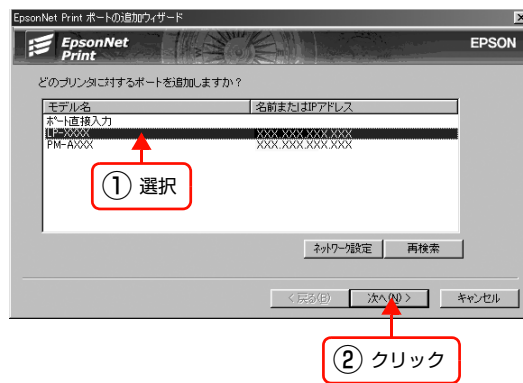 EpsonNet Print ポートの追加ウィザード
EpsonNet
Print
EPSON
どのプリンタに対するポートを追加しますか？
モデル名 名前またはIPアドレス
ポート直接入力
LP-XXXX XXX.XXX.XXX.XXX
PM-AXXX XXX.XXX.XXX.XXX
① 選択
ネットワーク設定 再検索
< 戻る(B) 次へ(N) > キャンセル
② クリック